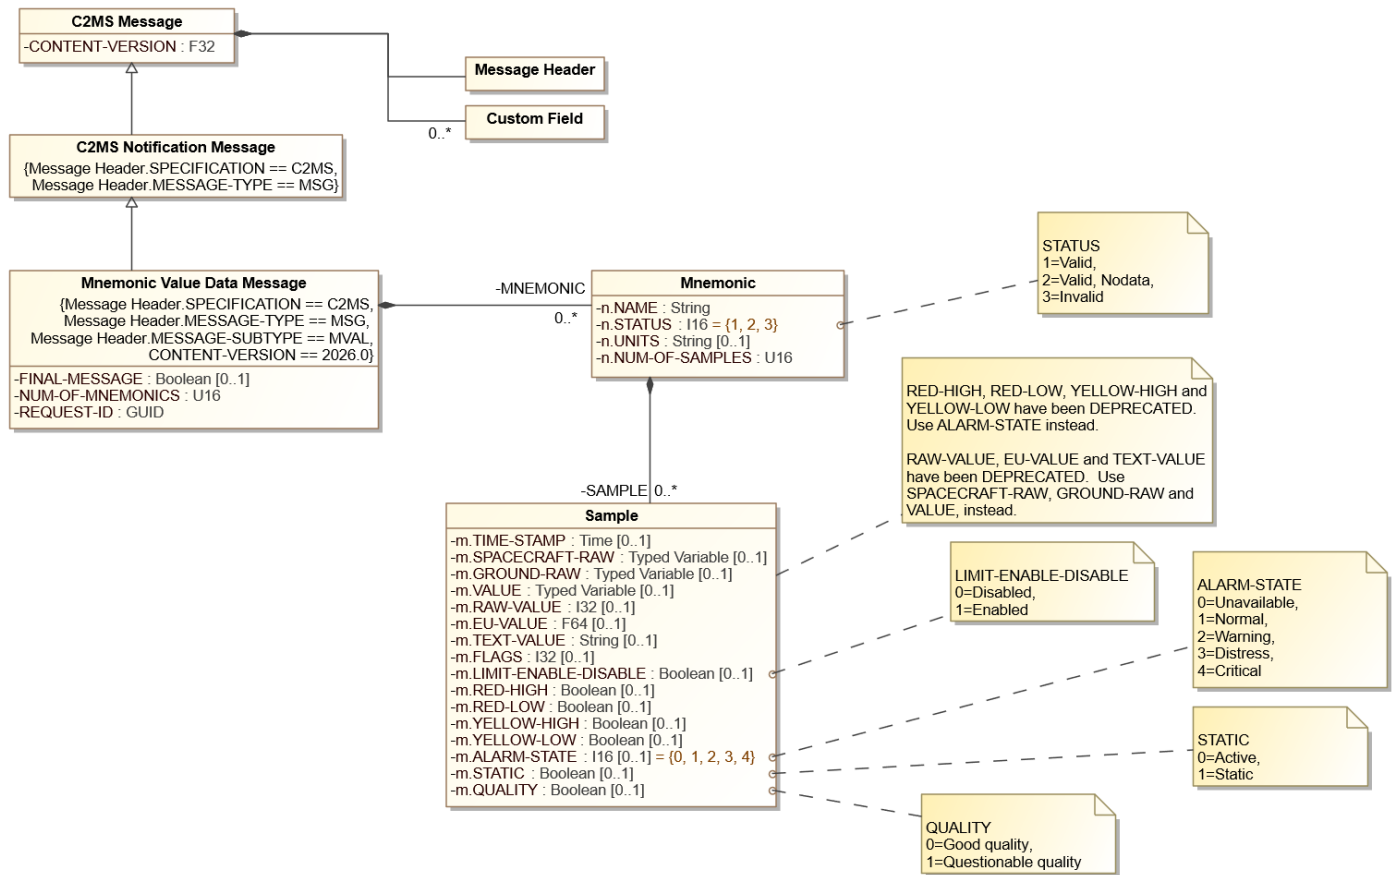 C2MS Message
-CONTENT-VERSION : F32
Message Header
Custom Field
0..*
C2MS Notification Message
{Message Header.SPECIFICATION == C2MS,
Message Header.MESSAGE-TYPE == MSG}
Mnemonic Value Data Message
{Message Header.SPECIFICATION == C2MS,
Message Header.MESSAGE-TYPE == MSG,
Message Header.MESSAGE-SUBTYPE == MVAL,
CONTENT-VERSION == 2026.0}
-FINAL-MESSAGE : Boolean [0..1]
-NUM-OF-MNEMONICS : U16
-REQUEST-ID : GUID
-MNEMONIC
0..*
Mnemonic
-n.NAME : String
-n.STATUS : I16 = {1, 2, 3}
-n.UNITS : String [0..1]
-n.NUM-OF-SAMPLES : U16
STATUS
1=Valid,
2=Valid, Nodata,
3=Invalid
-SAMPLE 0..*
Sample
-m.TIME-STAMP : Time [0..1]
-m.SPACECRAFT-RAW : Typed Variable [0..1]
-m.GROUND-RAW : Typed Variable [0..1]
-m.VALUE : Typed Variable [0..1]
-m.RAW-VALUE : I32 [0..1]
-m.EU-VALUE : F64 [0..1]
-m.TEXT-VALUE : String [0..1]
-m.FLAGS : I32 [0..1]
-m.LIMIT-ENABLE-DISABLE : Boolean [0..1]
-m.RED-HIGH : Boolean [0..1]
-m.RED-LOW : Boolean [0..1]
-m.YELLOW-HIGH : Boolean [0..1]
-m.YELLOW-LOW : Boolean [0..1]
-m.ALARM-STATE : I16 [0..1] = {0, 1, 2, 3, 4}
-m.STATIC : Boolean [0..1]
-m.QUALITY : Boolean [0..1]
RED-HIGH, RED-LOW, YELLOW-HIGH and
YELLOW-LOW have been DEPRECATED.
Use ALARM-STATE instead.
RAW-VALUE, EU-VALUE and TEXT-VALUE
have been DEPRECATED.  Use
SPACECRAFT-RAW, GROUND-RAW and
VALUE, instead.
LIMIT-ENABLE-DISABLE
0=Disabled,
1=Enabled
ALARM-STATE
0=Unavailable,
1=Normal,
2=Warning,
3=Distress,
4=Critical
STATIC
0=Active,
1=Static
QUALITY
0=Good quality,
1=Questionable quality